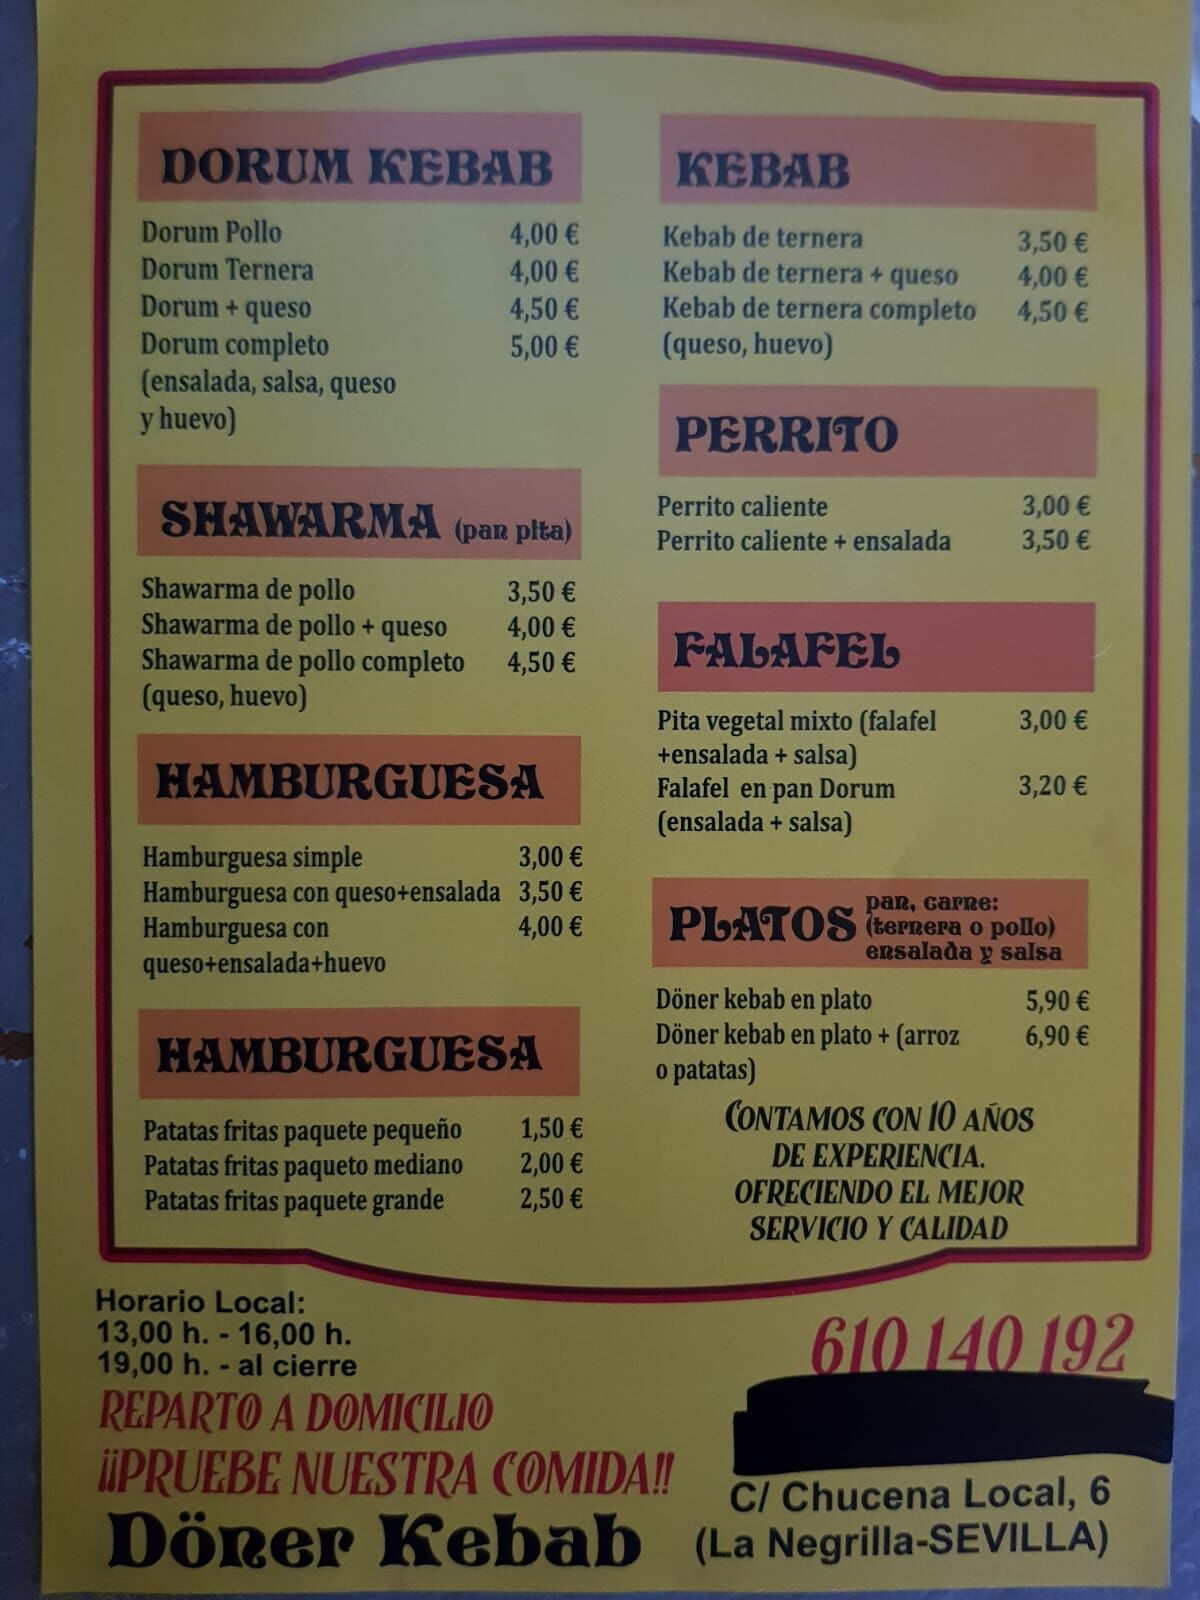 DORUM KEBAB
Dorum Pollo 4,00 €
Dorum Ternera 4,00 €
Dorum + queso 4,50 €
Dorum completo 5,00 €
(ensalada, salsa, queso
y huevo)
SHAWARMA (pan pita)
Shawarma de pollo 3,50 €
Shawarma de pollo + queso 4,00 €
Shawarma de pollo completo 4,50 €
(queso, huevo)
HAMBURGUESA
Hamburguesa simple 3,00 €
Hamburguesa con queso+ensalada 3,50 €
Hamburguesa con 4,00 €
queso+ensalada+huevo
HAMBURGUESA
Patatas fritas paquete pequeño 1,50 €
Patatas fritas paqueto mediano 2,00 €
Patatas fritas paquete grande 2,50 €
KEBAB
Kebab de ternera 3,50 €
Kebab de ternera + queso 4,00 €
Kebab de ternera completo 4,50 €
(queso, huevo)
PERRITO
Perrito caliente 3,00 €
Perrito caliente + ensalada 3,50 €
FALAFEL
Pita vegetal mixto (falafel 3,00 €
+ensalada + salsa)
Falafel en pan Dorum 3,20 €
(ensalada + salsa)
PLATOS pan, carne:
(ternera o pollo)
ensalada y salsa
Döner kebab en plato 5,90 €
Döner kebab en plato + (arroz 6,90 €
o patatas)
CONTAMOS CON 10 AÑOS
DE EXPERIENCIA.
OFRECIENDO EL MEJOR
SERVICIO Y CALIDAD
Horario Local:
13,00 h. - 16,00 h.
19,00 h. - al cierre
REPARTO A DOMICILIO
¡¡PRUEBE NUESTRA COMIDA!!
Döner Kebab
610 140 192
C/ Chucena Local, 6
(La Negrilla-SEVILLA)